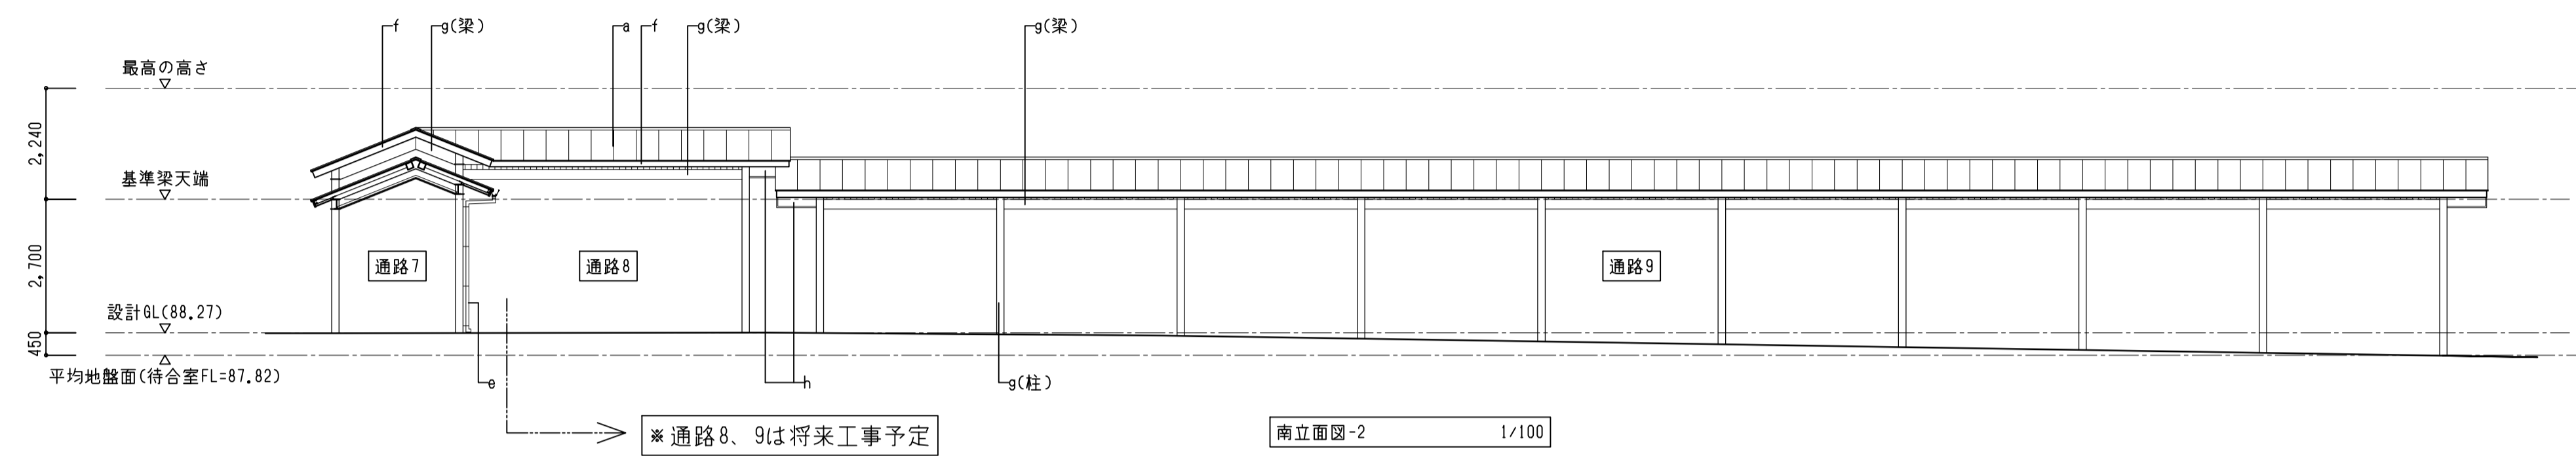 f
g(梁)
a
f
g(梁)
g(梁)
最高の高さ
2,240
基準梁天端
2,700
通路7
通路8
通路9
設計GL(88.27)
450
平均地盤面(待合室FL=87.82)
e
h
g(柱)
※通路8、9は将来工事予定
南立面図-2 1/100